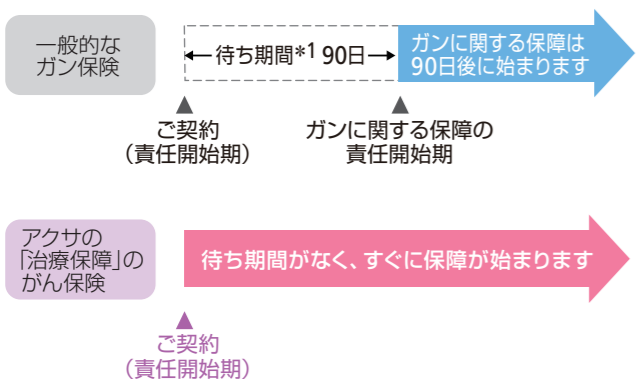 一般的な
ガン保険
待ち期間*1 90日
ガンに関する保障は
90日後に始まります
ご契約
（責任開始期）
ガンに関する保障の
責任開始期
アクサの
「治療保障」の
がん保険
待ち期間がなく、すぐに保障が始まります
ご契約
（責任開始期）